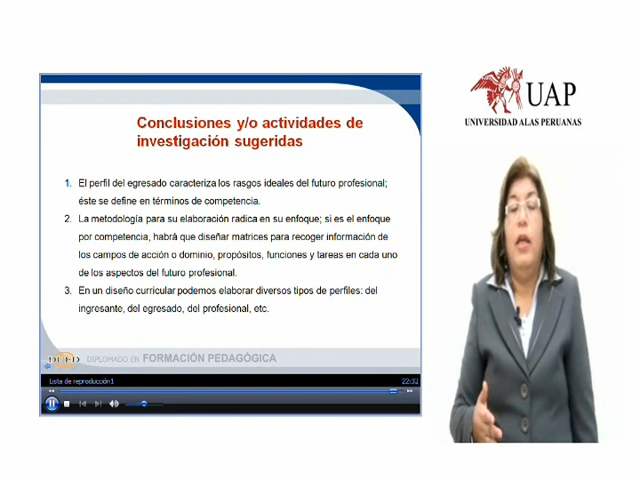 Conclusiones y/o actividades de
investigación sugeridas
1. El perfil del egresado caracteriza los rasgos ideales del futuro profesional;
éste se define en términos de competencia.
2. La metodología para su elaboración radica en su enfoque; si es el enfoque
por competencia, habrá que diseñar matrices para recoger información de
los campos de acción o dominio, propósitos, funciones y tareas en cada uno
de los aspectos del futuro profesional.
3. En un diseño curricular podemos elaborar diversos tipos de perfiles: del
ingresante, del egresado, del profesional, etc.
DUED DIPLOMADO EN FORMACIÓN PEDAGÓGICA
Lista de reproducción1 22:32
UAP
UNIVERSIDAD ALAS PERUANAS